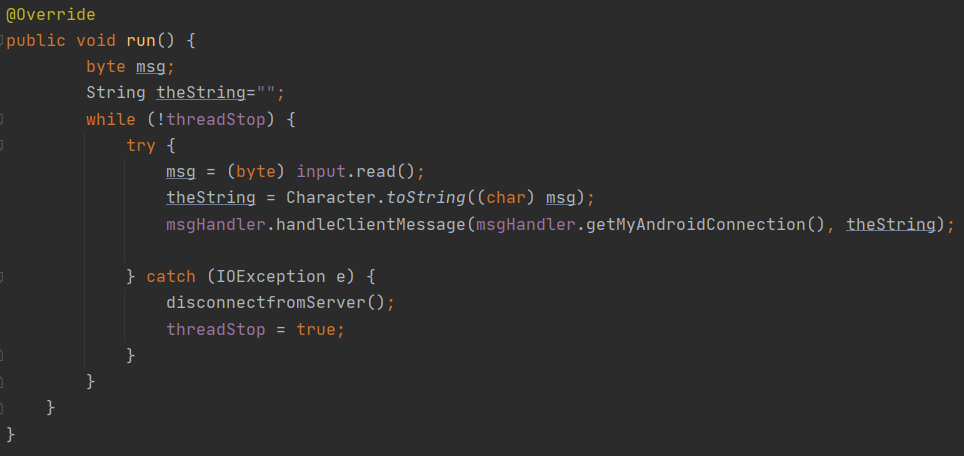 @Override
public void run() {
        byte msg;
        String theString="";
        while (!threadStop) {
            try {
                msg = (byte) input.read();
                theString = Character.toString((char) msg);
                msgHandler.handleClientMessage(msgHandler.getMyAndroidConnection(), theString);

            } catch (IOException e) {
                disconnectfromServer();
                threadStop = true;
            }
        }
    }
}